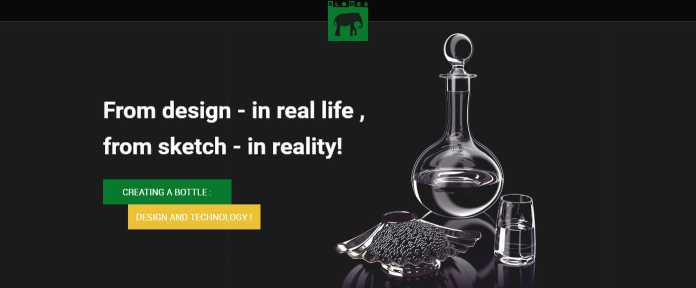 From design - in real life ,
from sketch - in reality!
CREATING A BOTTLE :
DESIGN AND TECHNOLOGY !